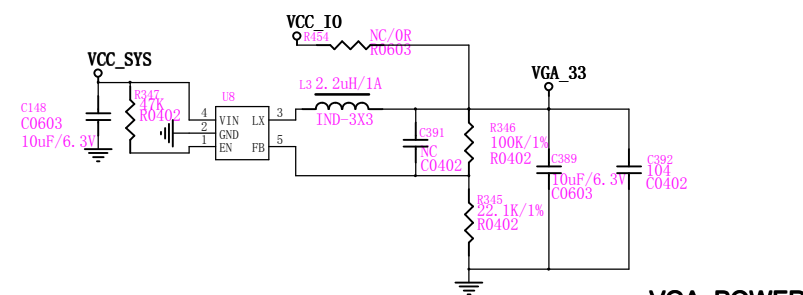 VCC_IO
R454
NC/0R
R0603
VCC_SYS
VGA_33
C148
C0603
10uF/6.3V
R347
47K
R0402
U8
4
VIN
LX
3
2
GND
1
EN
FB
5
L3
2.2uH/1A
IND-3X3
C391
NC
C0402
R346
100K/1%
R0402
C389
10uF/6.3V
C0603
C392
104
C0402
R345
22.1K/1%
R0402
VGA POWER